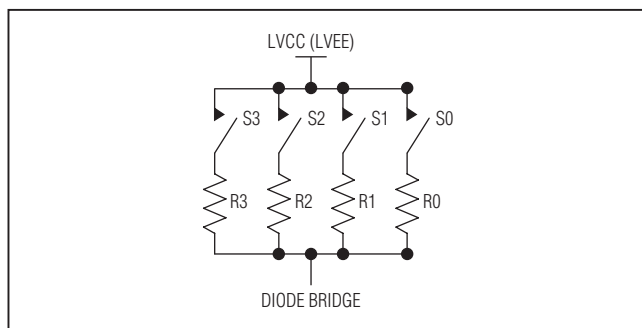 LVCC (LVEE)
S3 S2 S1 S0
R3 R2 R1 R0
DIODE BRIDGE